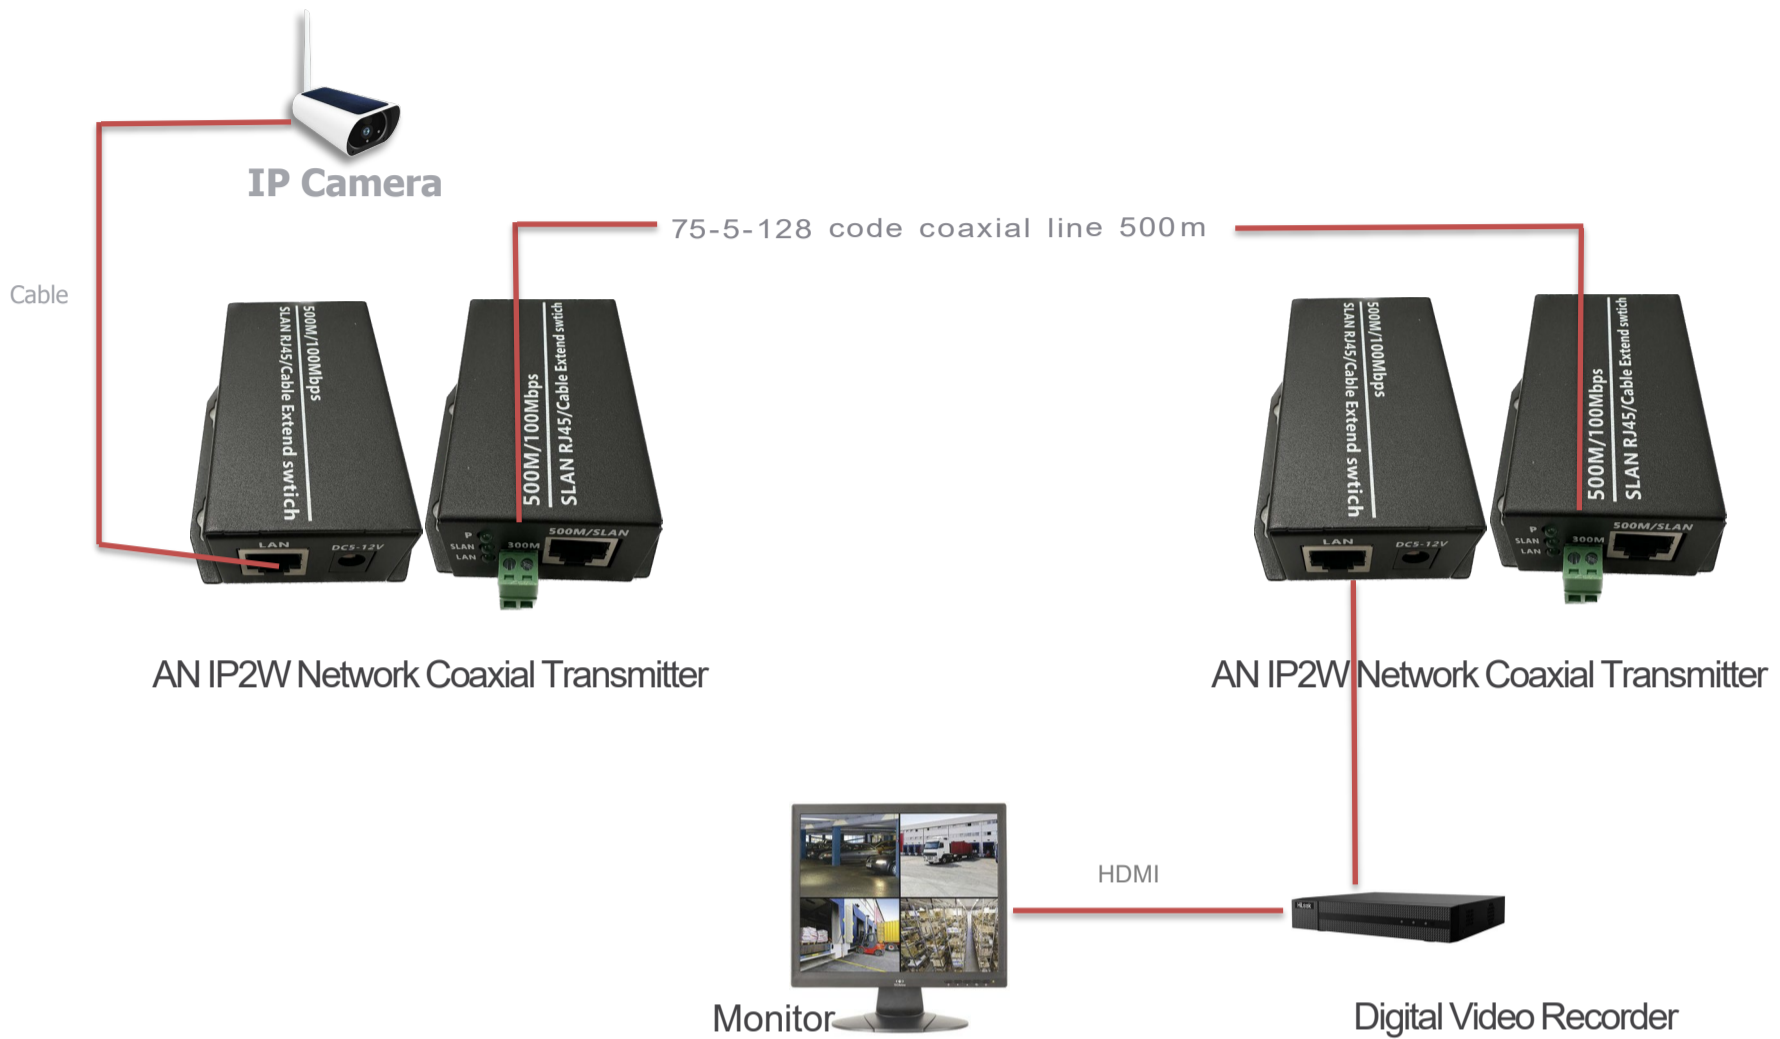 IP Camera
75-5-128 code coaxial line 500m
Cable
500M/100Mbps
SLAN RJ45/Cable Extend swtich
LAN
DC5-12V
500M/100Mbps
SLAN RJ45/Cable Extend swtich
P
SLAN
LAN
300M
500M/SLAN
500M/100Mbps
SLAN RJ45/Cable Extend swtich
LAN
DC5-12V
500M/100Mbps
SLAN RJ45/Cable Extend swtich
P
SLAN
LAN
300M
500M/SLAN
AN IP2W Network Coaxial Transmitter
AN IP2W Network Coaxial Transmitter
HDMI
HiLook
Monitor
Digital Video Recorder